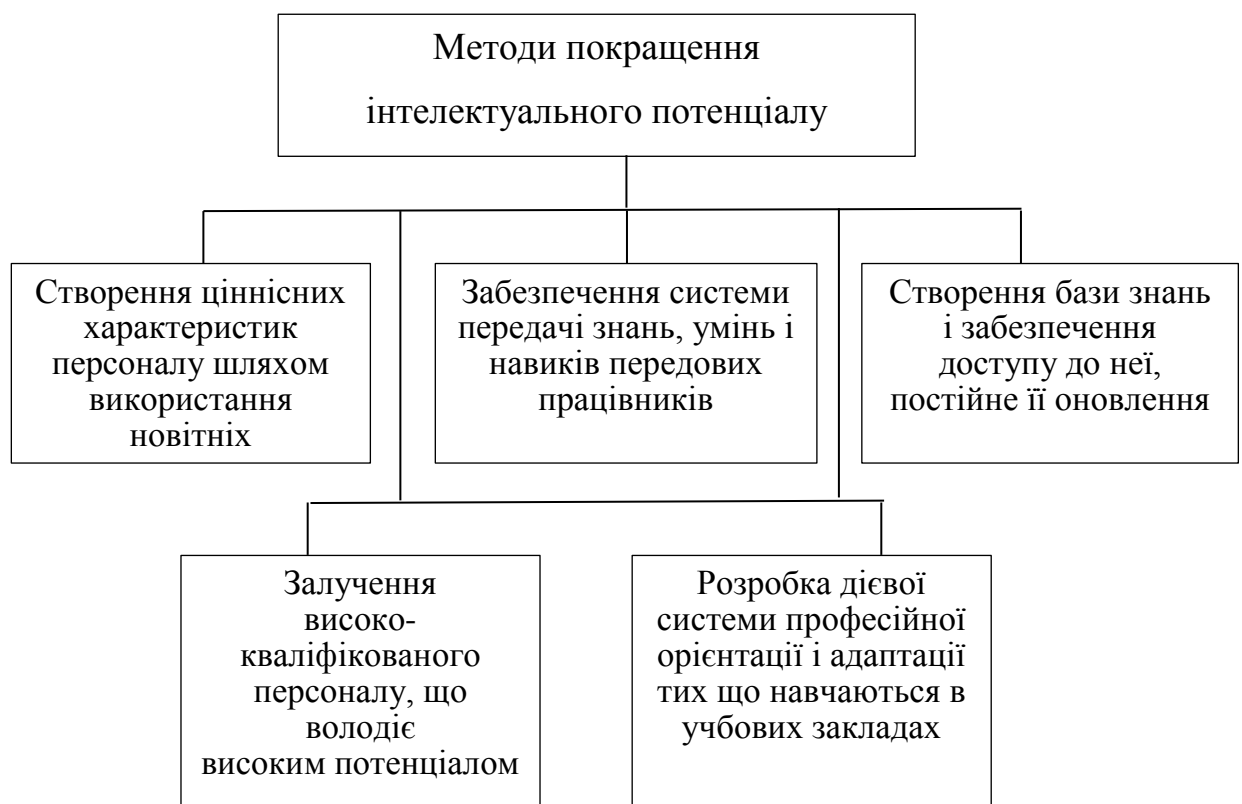 Методи покращення
інтелектуального потенціалу
Створення ціннісних
характеристик
персоналу шляхом
використання
новітніх
Забезпечення системи
передачі знань, умінь і
навиків передових
працівників
Створення бази знань
і забезпечення
доступу до неї,
постійне її оновлення
Залучення
високо-
кваліфікованого
персоналу, що
володіє
високим потенціалом
Розробка дієвої
системи професійної
орієнтації і адаптації
тих що навчаються в
учбових закладах